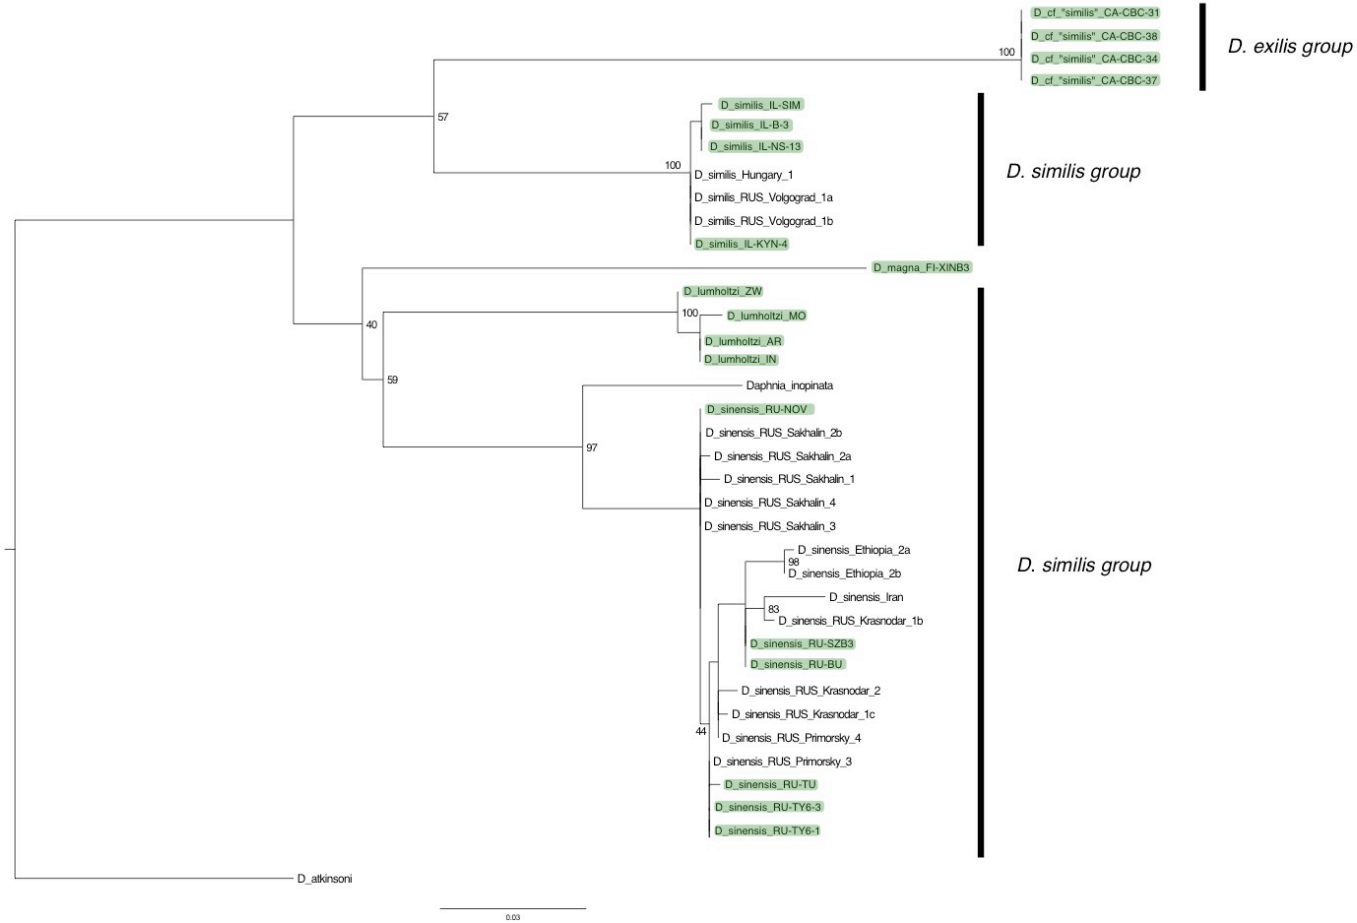 D_cf_"similis"_CA-CBC-31
D_cf_"similis"_CA-CBC-38
100
D. exilis group
D_cf_"similis"_CA-CBC-34
D_cf_"similis"_CA-CBC-37
D_similis_IL-SIM
57
D_similis_IL-B-3
D_similis_IL-NS-13
100
D. similis group
D_similis_Hungary_1
D_similis_RUS_Volgograd_1a
D_similis_RUS_Volgograd_1b
D_similis_IL-KYN-4
D_magna_FI-XINB3
D_lumholtzi_ZW
100
D_lumholtzi_MO
40
D_lumholtzi_AR
D_lumholtzi_IN
59
Daphnia_inopinata
D_sinensis_RU-NOV
D_sinensis_RUS_Sakhalin_2b
97
D_sinensis_RUS_Sakhalin_2a
D_sinensis_RUS_Sakhalin_1
D_sinensis_RUS_Sakhalin_4
D_sinensis_RUS_Sakhalin_3
D_sinensis_Ethiopia_2a
98
D. similis group
D_sinensis_Ethiopia_2b
D_sinensis_Iran
83
D_sinensis_RUS_Krasnodar_1b
D_sinensis_RU-SZB3
D_sinensis_RU-BU
D_sinensis_RUS_Krasnodar_2
D_sinensis_RUS_Krasnodar_1c
44
D_sinensis_RUS_Primorsky_4
D_sinensis_RUS_Primorsky_3
D_sinensis_RU-TU
D_sinensis_RU-TY6-3
D_sinensis_RU-TY6-1
D_atkinsoni
0.03